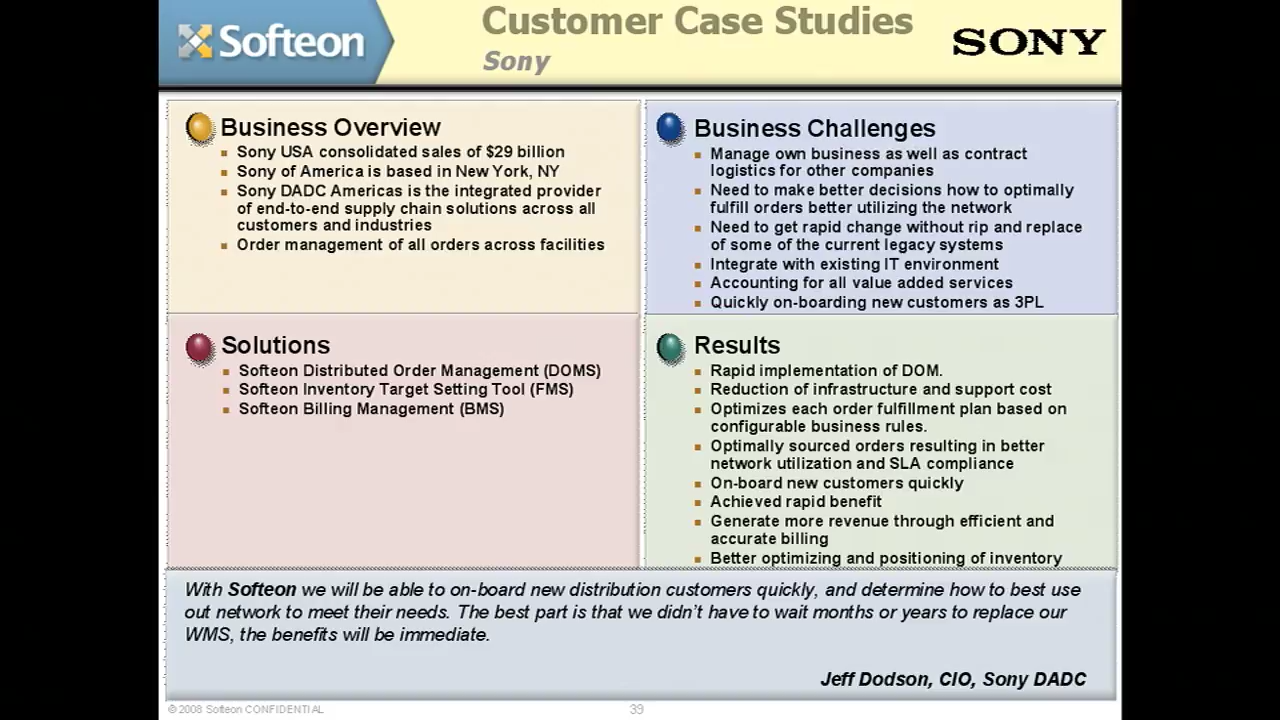 Softeon
Customer Case Studies
Sony
SONY
Business Overview
Sony USA consolidated sales of $29 billion
Sony of America is based in New York, NY
Sony DADC Americas is the integrated provider
of end-to-end supply chain solutions across all
customers and industries
Order management of all orders across facilities
Business Challenges
Manage own business as well as contract
logistics for other companies
Need to make better decisions how to optimally
fulfill orders better utilizing the network
Need to get rapid change without rip and replace
of some of the current legacy systems
Integrate with existing IT environment
Accounting for all value added services
Quickly on-boarding new customers as 3PL
Solutions
Softeon Distributed Order Management (DOMS)
Softeon Inventory Target Setting Tool (FMS)
Softeon Billing Management (BMS)
Results
Rapid implementation of DOM.
Reduction of infrastructure and support cost
Optimizes each order fulfillment plan based on
configurable business rules.
Optimally sourced orders resulting in better
network utilization and SLA compliance
On-board new customers quickly
Achieved rapid benefit
Generate more revenue through efficient and
accurate billing
Better optimizing and positioning of inventory
With Softeon we will be able to on-board new distribution customers quickly, and determine how to best use
out network to meet their needs. The best part is that we didn't have to wait months or years to replace our
WMS, the benefits will be immediate.
Jeff Dodson, CIO, Sony DADC
© 2008 Softeon CONFIDENTIAL
39